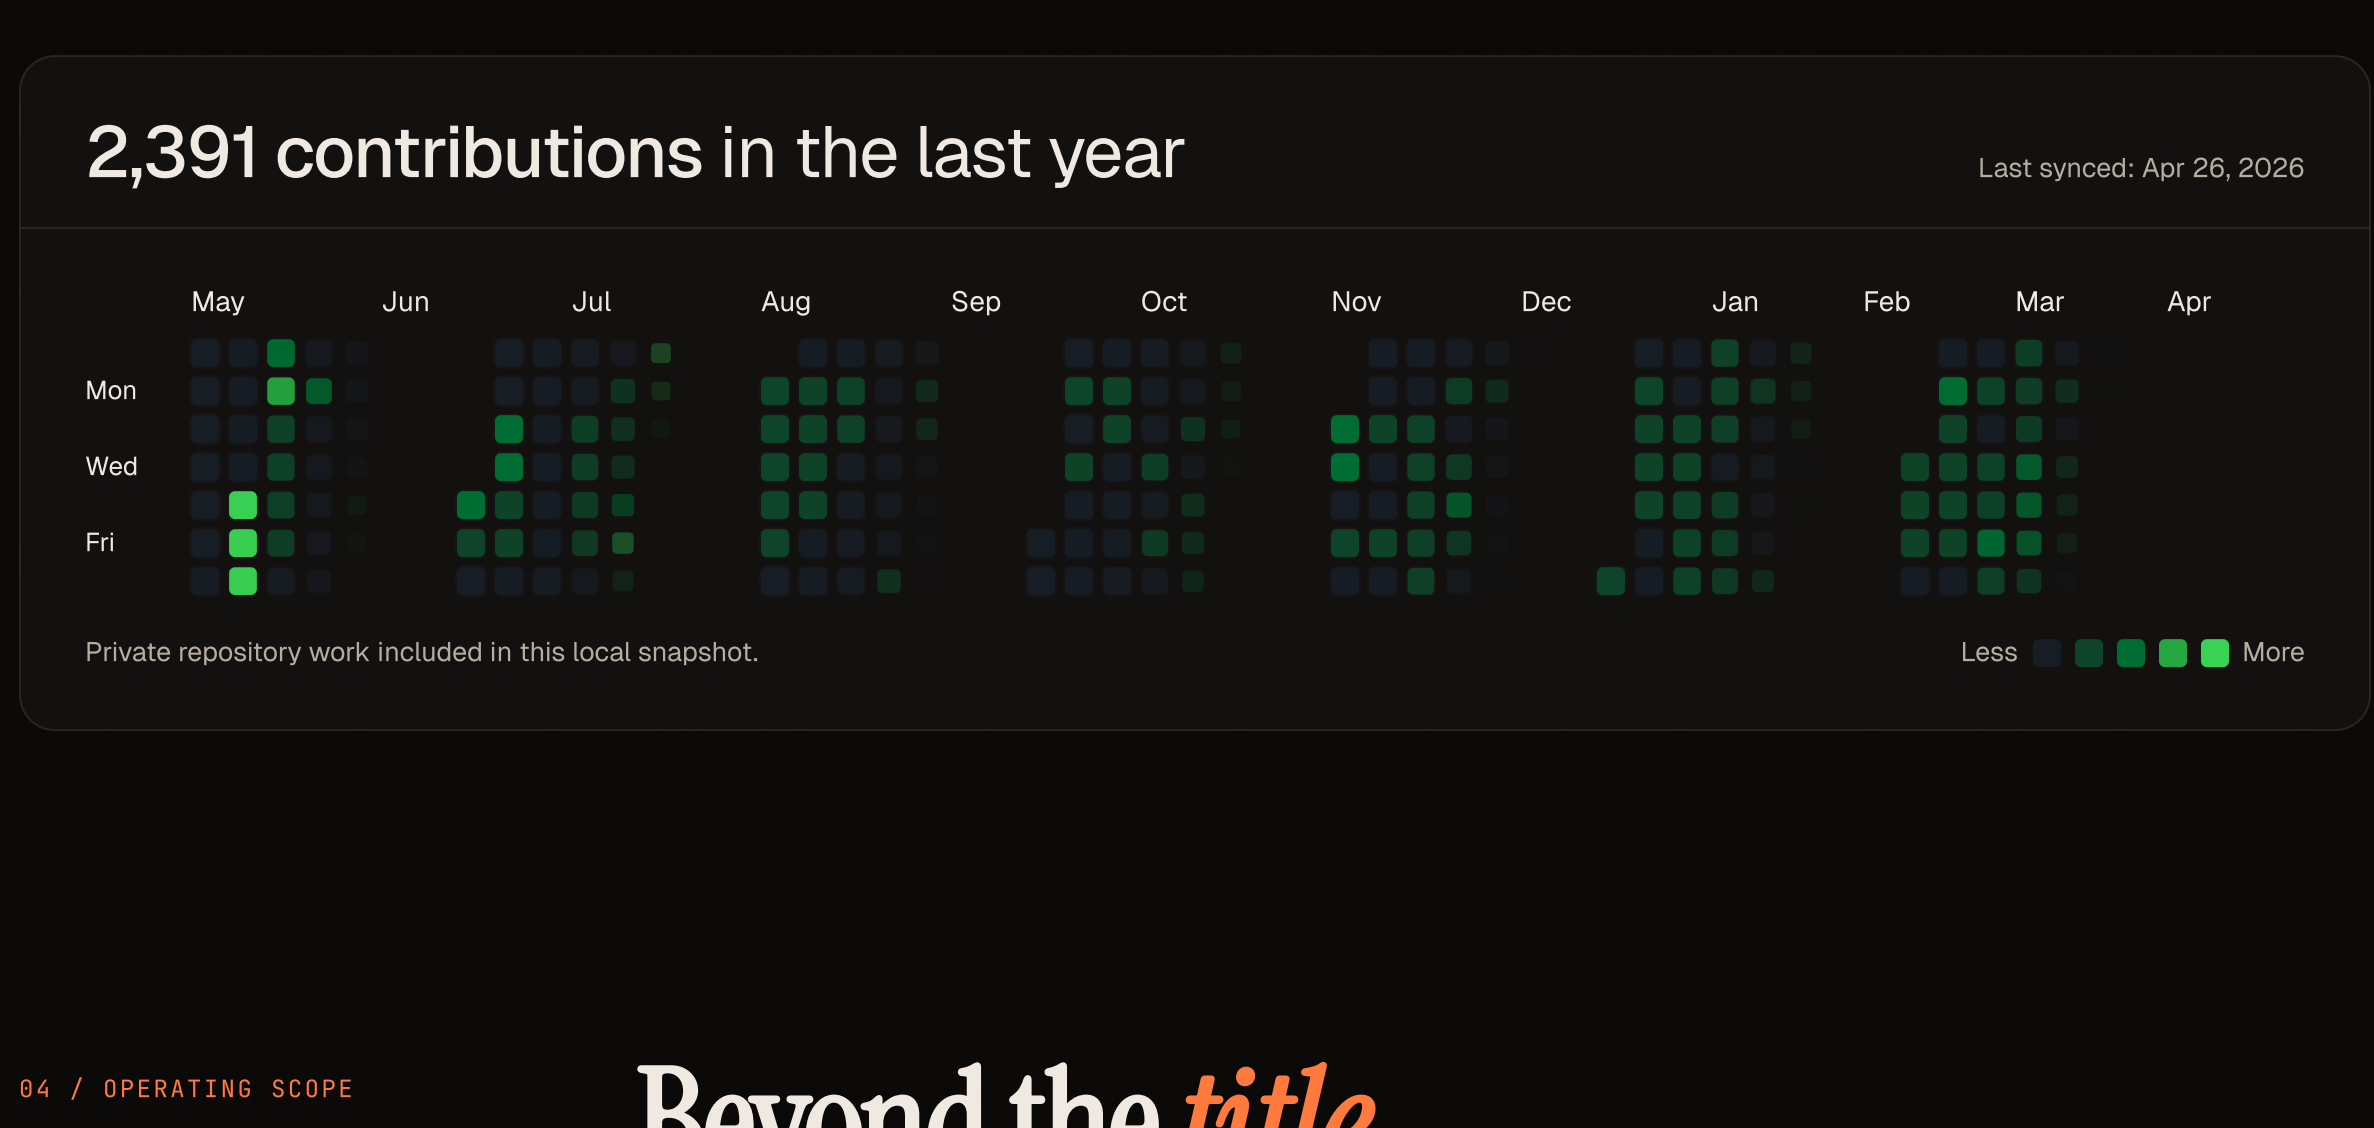 2,391 contributions in the last year
Last synced: Apr 26, 2026
May Jun Jul Aug Sep Oct Nov Dec Jan Feb Mar Apr
Mon
Wed
Fri
Private repository work included in this local snapshot.
Less More
04 / OPERATING SCOPE
Beyond the title